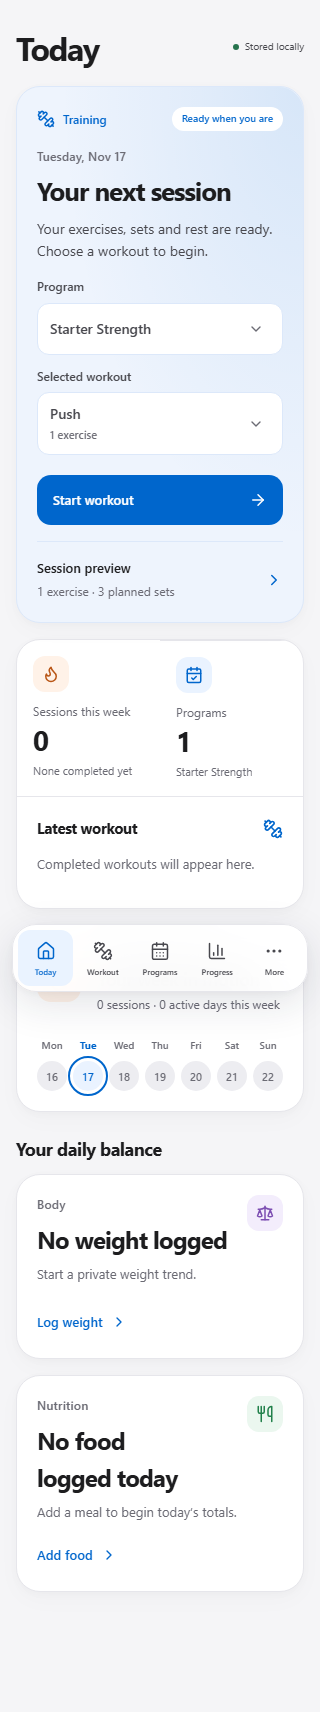 Today
Stored locally
Training
Ready when you are
Tuesday, Nov 17
Your next session
Your exercises, sets and rest are ready.
Choose a workout to begin.
Program
Starter Strength
Selected workout
Push
1 exercise
Start workout
Session preview
1 exercise · 3 planned sets
Sessions this week
0
None completed yet
Programs
1
Starter Strength
Latest workout
Completed workouts will appear here.
Today
Workout
Programs
Progress
More
0 sessions · 0 active days this week
Mon Tue Wed Thu Fri Sat Sun
16 17 18 19 20 21 22
Your daily balance
Body
No weight logged
Start a private weight trend.
Log weight
Nutrition
No food
logged today
Add a meal to begin today's totals.
Add food